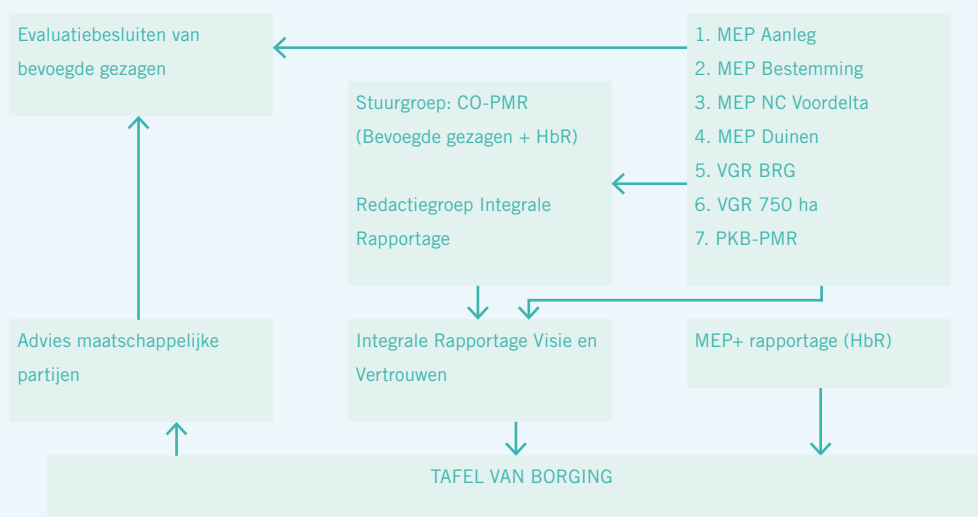 Evaluatiebesluiten van
bevoegde gezagen
Stuurgroep: CO-PMR
(Bevoegde gezagen + HbR)
Redactiegroep Integrale
Rapportage
1. MEP Aanleg
2. MEP Bestemming
3. MEP NC Voordelta
4. MEP Duinen
5. VGR BRG
6. VGR 750 ha
7. PKB-PMR
Advies maatschappelijke
partijen
Integrale Rapportage Visie en
Vertrouwen
MEP+ rapportage (HbR)
TAFEL VAN BORGING